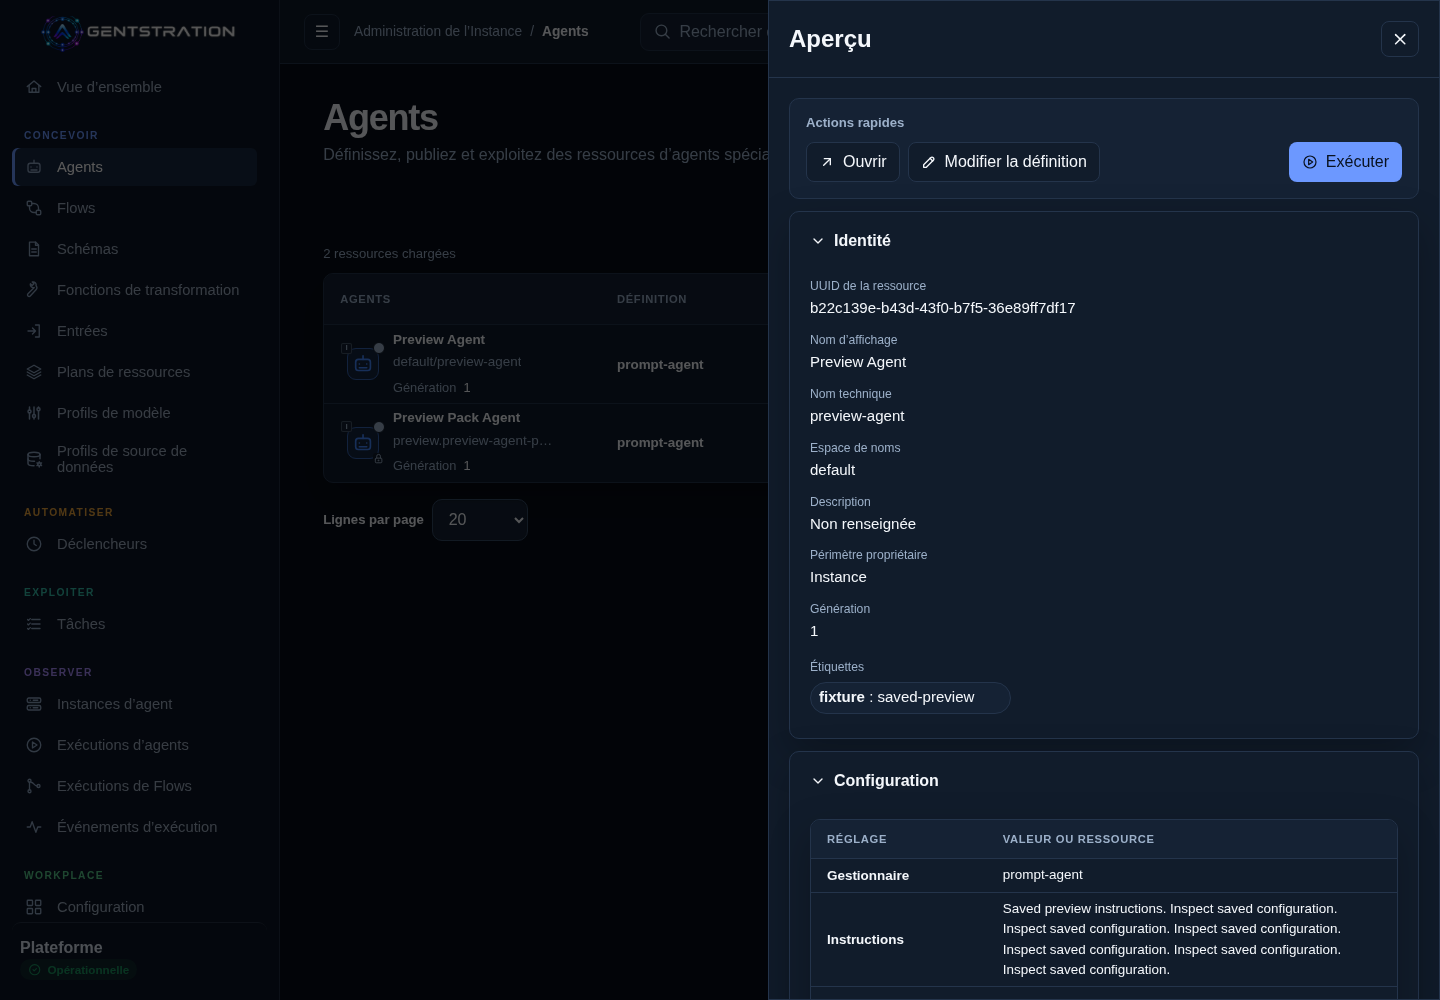 GENTSTRATION
Vue d’ensemble
CONCEVOIR
Agents
Flows
Schémas
Fonctions de transformation
Entrées
Plans de ressources
Profils de modèle
Profils de source de
données
AUTOMATISER
Déclencheurs
EXPLOITER
Tâches
OBSERVER
Instances d’agent
Exécutions d’agents
Exécutions de Flows
Événements d’exécution
WORKPLACE
Configuration
Plateforme
Opérationnelle
Administration de l’Instance / Agents
Rechercher
Agents
Définissez, publiez et exploitez des ressources d’agents spécia
2 ressources chargées
AGENTS DÉFINITION
Preview Agent
default/preview-agent
Génération 1
prompt-agent
Preview Pack Agent
preview.preview-agent-p…
Génération 1
prompt-agent
Lignes par page 20
Aperçu
Actions rapides
Ouvrir
Modifier la définition
Exécuter
Identité
UUID de la ressource
b22c139e-b43d-43f0-b7f5-36e89ff7df17
Nom d’affichage
Preview Agent
Nom technique
preview-agent
Espace de noms
default
Description
Non renseignée
Périmètre propriétaire
Instance
Génération
1
Étiquettes
fixture : saved-preview
Configuration
RÉGLAGE VALEUR OU RESSOURCE
Gestionnaire prompt-agent
Instructions
Saved preview instructions. Inspect saved configuration.
Inspect saved configuration. Inspect saved configuration.
Inspect saved configuration. Inspect saved configuration.
Inspect saved configuration.